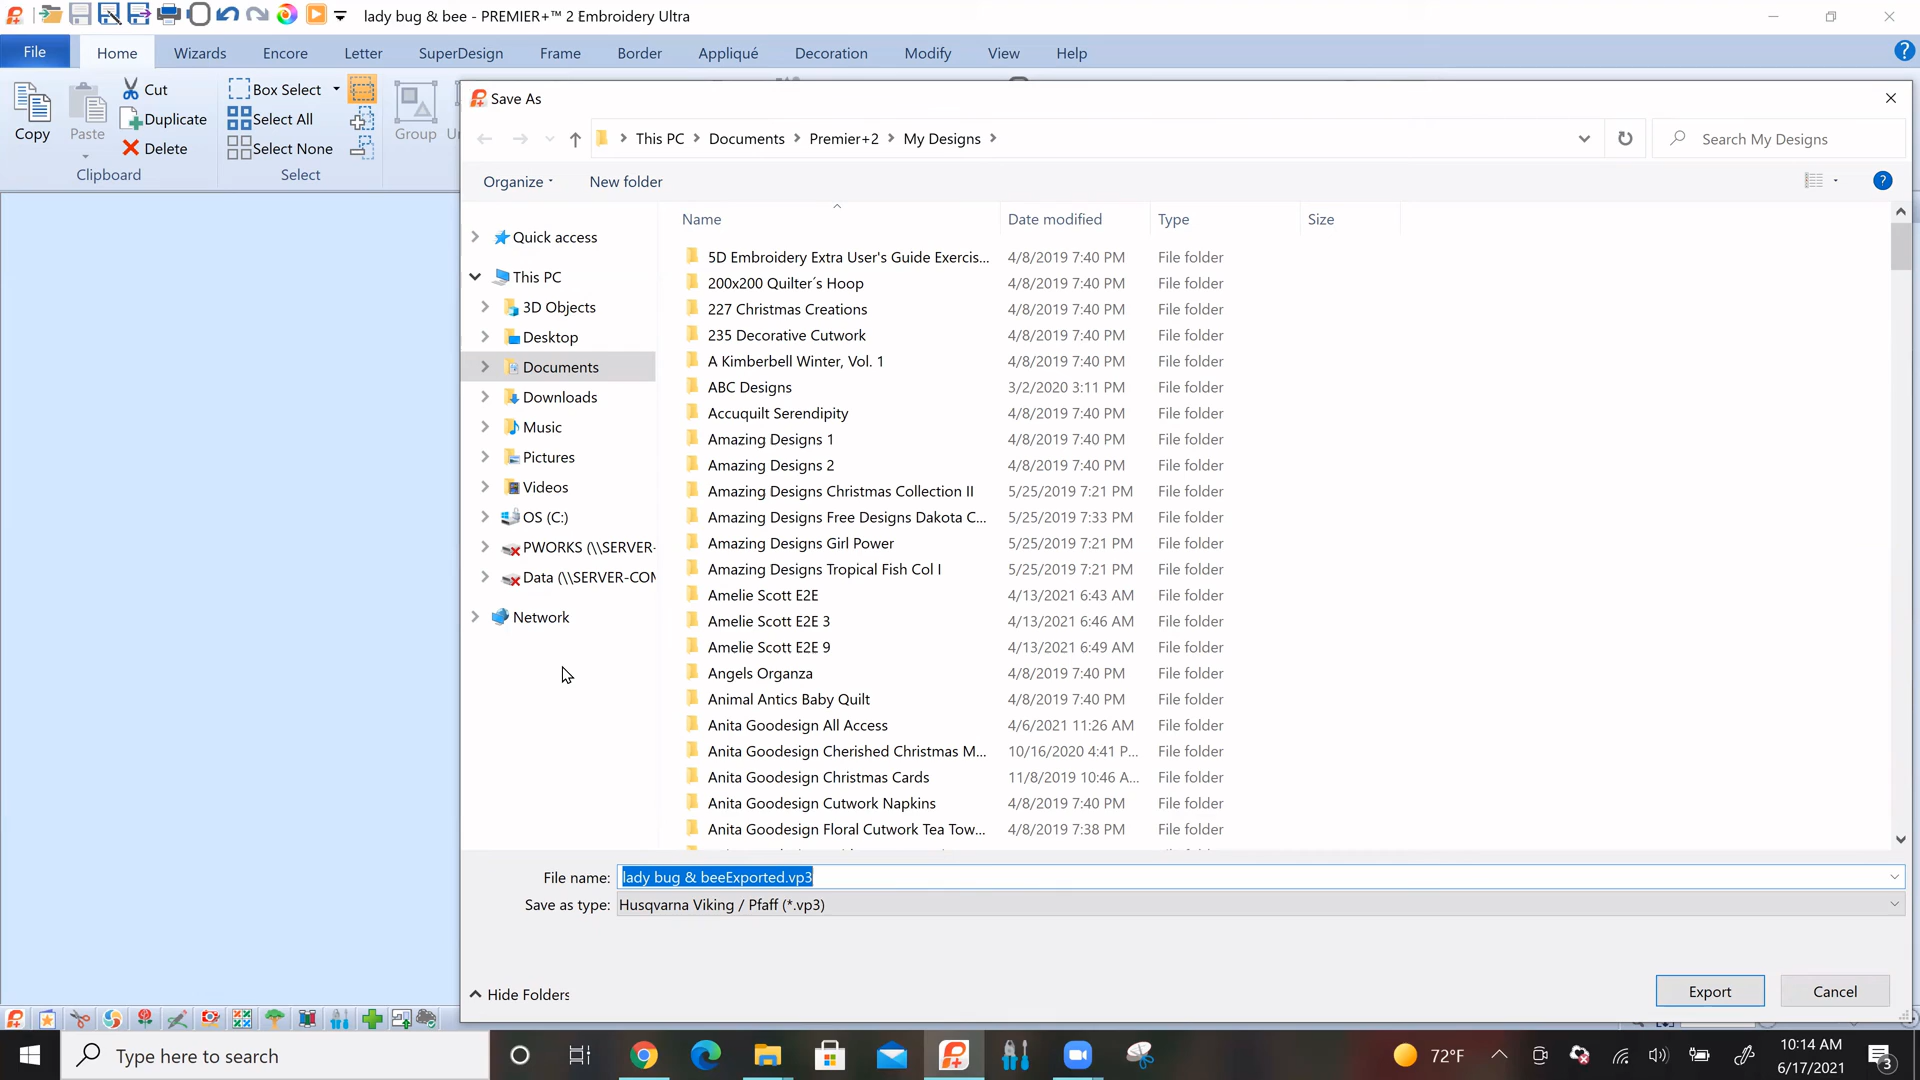 lady bug & bee - PREMIER+™ 2 Embroidery Ultra
File Home Wizards Encore Letter SuperDesign Frame Border Appliqué Decoration Modify View Help
Copy Paste Cut Duplicate Delete Box Select Select All Select None Group
Clipboard Select
Save As
This PC Documents Premier+2 My Designs
Search My Designs
Organize New folder
Name Date modified Type Size
Quick access
This PC
3D Objects
Desktop
Documents
Downloads
Music
Pictures
Videos
OS (C:)
PWORKS (\\SERVER-
Data (\\SERVER-COM
Network
5D Embroidery Extra User's Guide Exercis... 4/8/2019 7:40 PM File folder
200x200 Quilter´s Hoop 4/8/2019 7:40 PM File folder
227 Christmas Creations 4/8/2019 7:40 PM File folder
235 Decorative Cutwork 4/8/2019 7:40 PM File folder
A Kimberbell Winter, Vol. 1 4/8/2019 7:40 PM File folder
ABC Designs 3/2/2020 3:11 PM File folder
Accuquilt Serendipity 4/8/2019 7:40 PM File folder
Amazing Designs 1 4/8/2019 7:40 PM File folder
Amazing Designs 2 4/8/2019 7:40 PM File folder
Amazing Designs Christmas Collection II 5/25/2019 7:21 PM File folder
Amazing Designs Free Designs Dakota C... 5/25/2019 7:33 PM File folder
Amazing Designs Girl Power 5/25/2019 7:21 PM File folder
Amazing Designs Tropical Fish Col I 5/25/2019 7:21 PM File folder
Amelie Scott E2E 4/13/2021 6:43 AM File folder
Amelie Scott E2E 3 4/13/2021 6:46 AM File folder
Amelie Scott E2E 9 4/13/2021 6:49 AM File folder
Angels Organza 4/8/2019 7:40 PM File folder
Animal Antics Baby Quilt 4/8/2019 7:40 PM File folder
Anita Goodesign All Access 4/6/2021 11:26 AM File folder
Anita Goodesign Cherished Christmas M... 10/16/2020 4:41 P... File folder
Anita Goodesign Christmas Cards 11/8/2019 10:46 A... File folder
Anita Goodesign Cutwork Napkins 4/8/2019 7:40 PM File folder
Anita Goodesign Floral Cutwork Tea Tow... 4/8/2019 7:38 PM File folder
File name: lady bug & beeExported.vp3
Save as type: Husqvarna Viking / Pfaff (*.vp3)
Hide Folders
Export Cancel
Type here to search
72°F
10:14 AM
6/17/2021
3